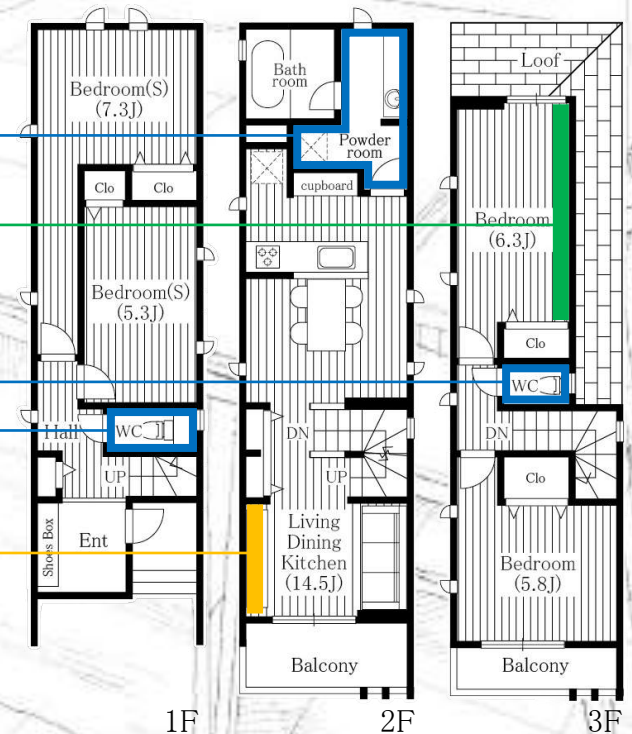 Bedroom(S)
(7.3J)
Clo
Clo
Bedroom(S)
(5.3J)
Hall
WC
UP
Shoes Box
Ent
1F
Bath
room
Powder
room
cupboard
DN
UP
Living
Dining
Kitchen
(14.5J)
Balcony
2F
Loof
Bedroom
(6.3J)
Clo
WC
DN
Clo
Bedroom
(5.8J)
Balcony
3F